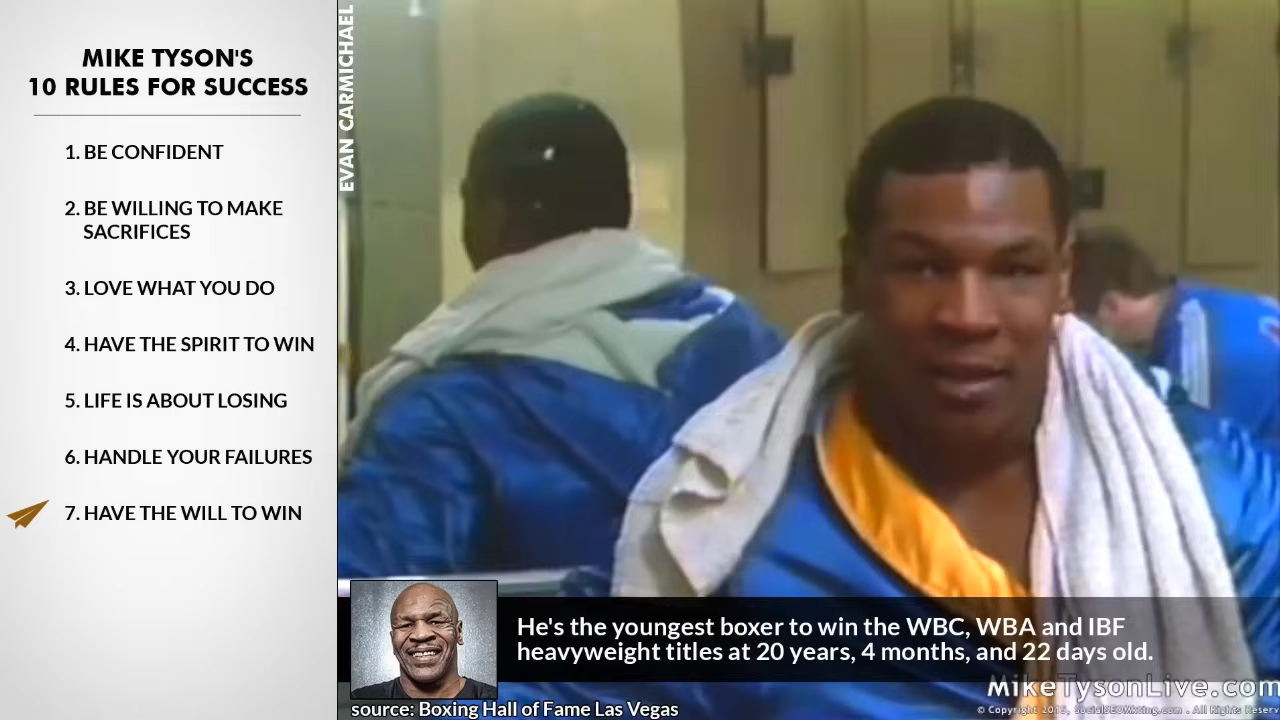 MIKE TYSON'S
10 RULES FOR SUCCESS
1. BE CONFIDENT
2. BE WILLING TO MAKE
SACRIFICES
3. LOVE WHAT YOU DO
4. HAVE THE SPIRIT TO WIN
5. LIFE IS ABOUT LOSING
6. HANDLE YOUR FAILURES
7. HAVE THE WILL TO WIN
EVAN CARMICHAEL
He's the youngest boxer to win the WBC, WBA and IBF
heavyweight titles at 20 years, 4 months, and 22 days old.
MikeTysonLive.com
© Copyright All Rights
source: Boxing Hall of Fame Las Vegas